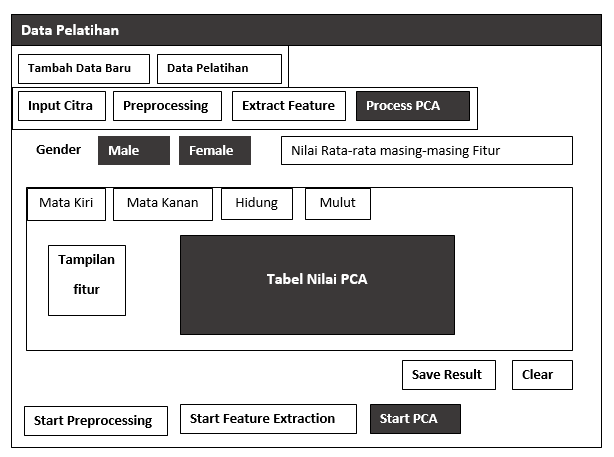 Data Pelatihan
Tambah Data Baru Data Pelatihan
Input Citra Preprocessing Extract Feature Process PCA
Gender Male Female Nilai Rata-rata masing-masing Fitur
Mata Kiri Mata Kanan Hidung Mulut
Tampilan
fitur
Tabel Nilai PCA
Save Result Clear
Start Preprocessing Start Feature Extraction Start PCA